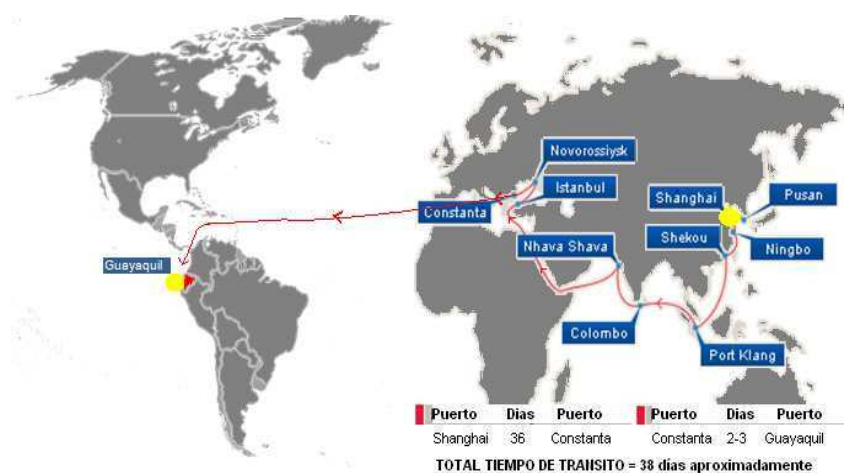 Novorossiysk
Istanbul
Shanghai
Pusan
Constanta
Shekou
Ningbo
Nhava Shava
Guayaquil
Colombo
Port Klang
Puerto Dias Puerto
Shanghai 36 Constanta
Puerto Dias Puerto
Constanta 2-3 Guayaquil
TOTAL TIEMPO DE TRANSITO = 38 días aproximadamente